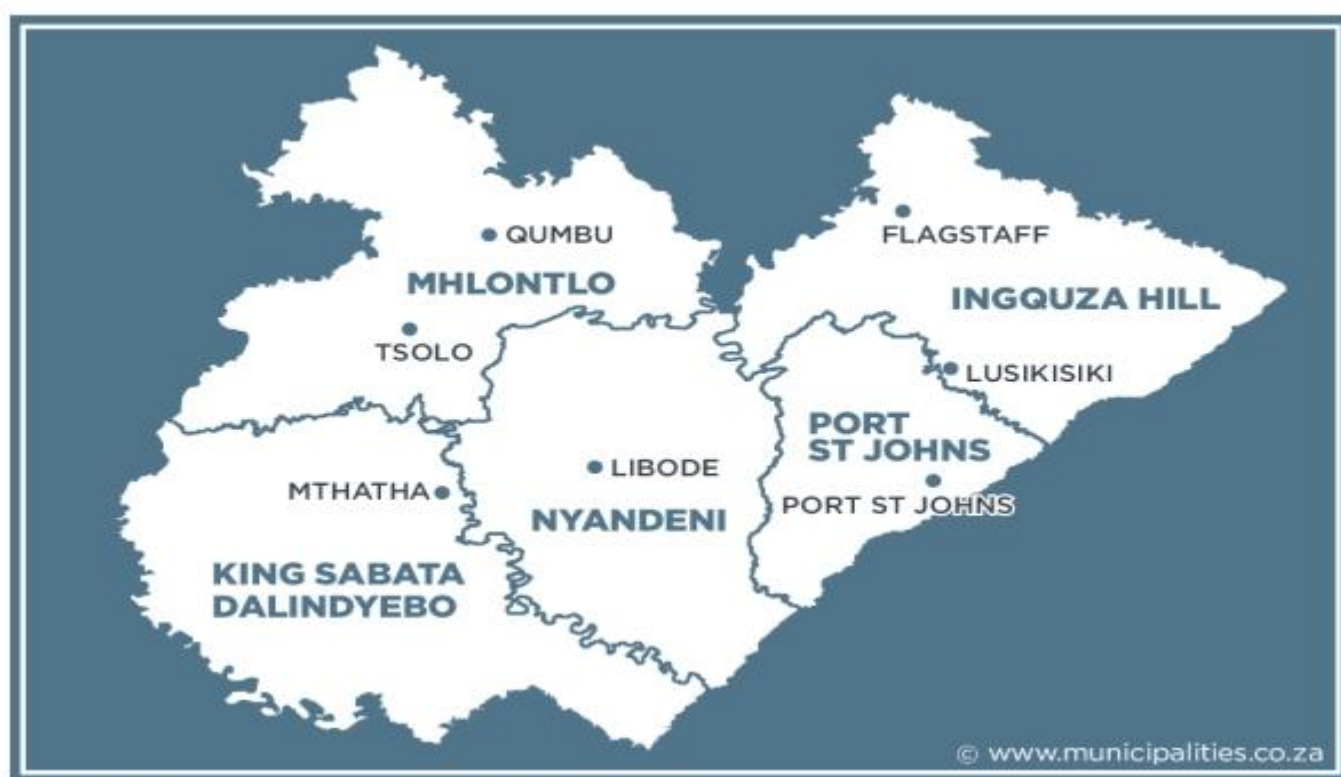 QUMBU
FLAGSTAFF
MHLONTLO
INGQUZA HILL
TSOLO
LUSIKISIKI
PORT
ST JOHNS
LIBODE
MTHATHA
PORT ST JOHNS
NYANDENI
KING SABATA
DALINDYEBO
© www.municipalities.co.za